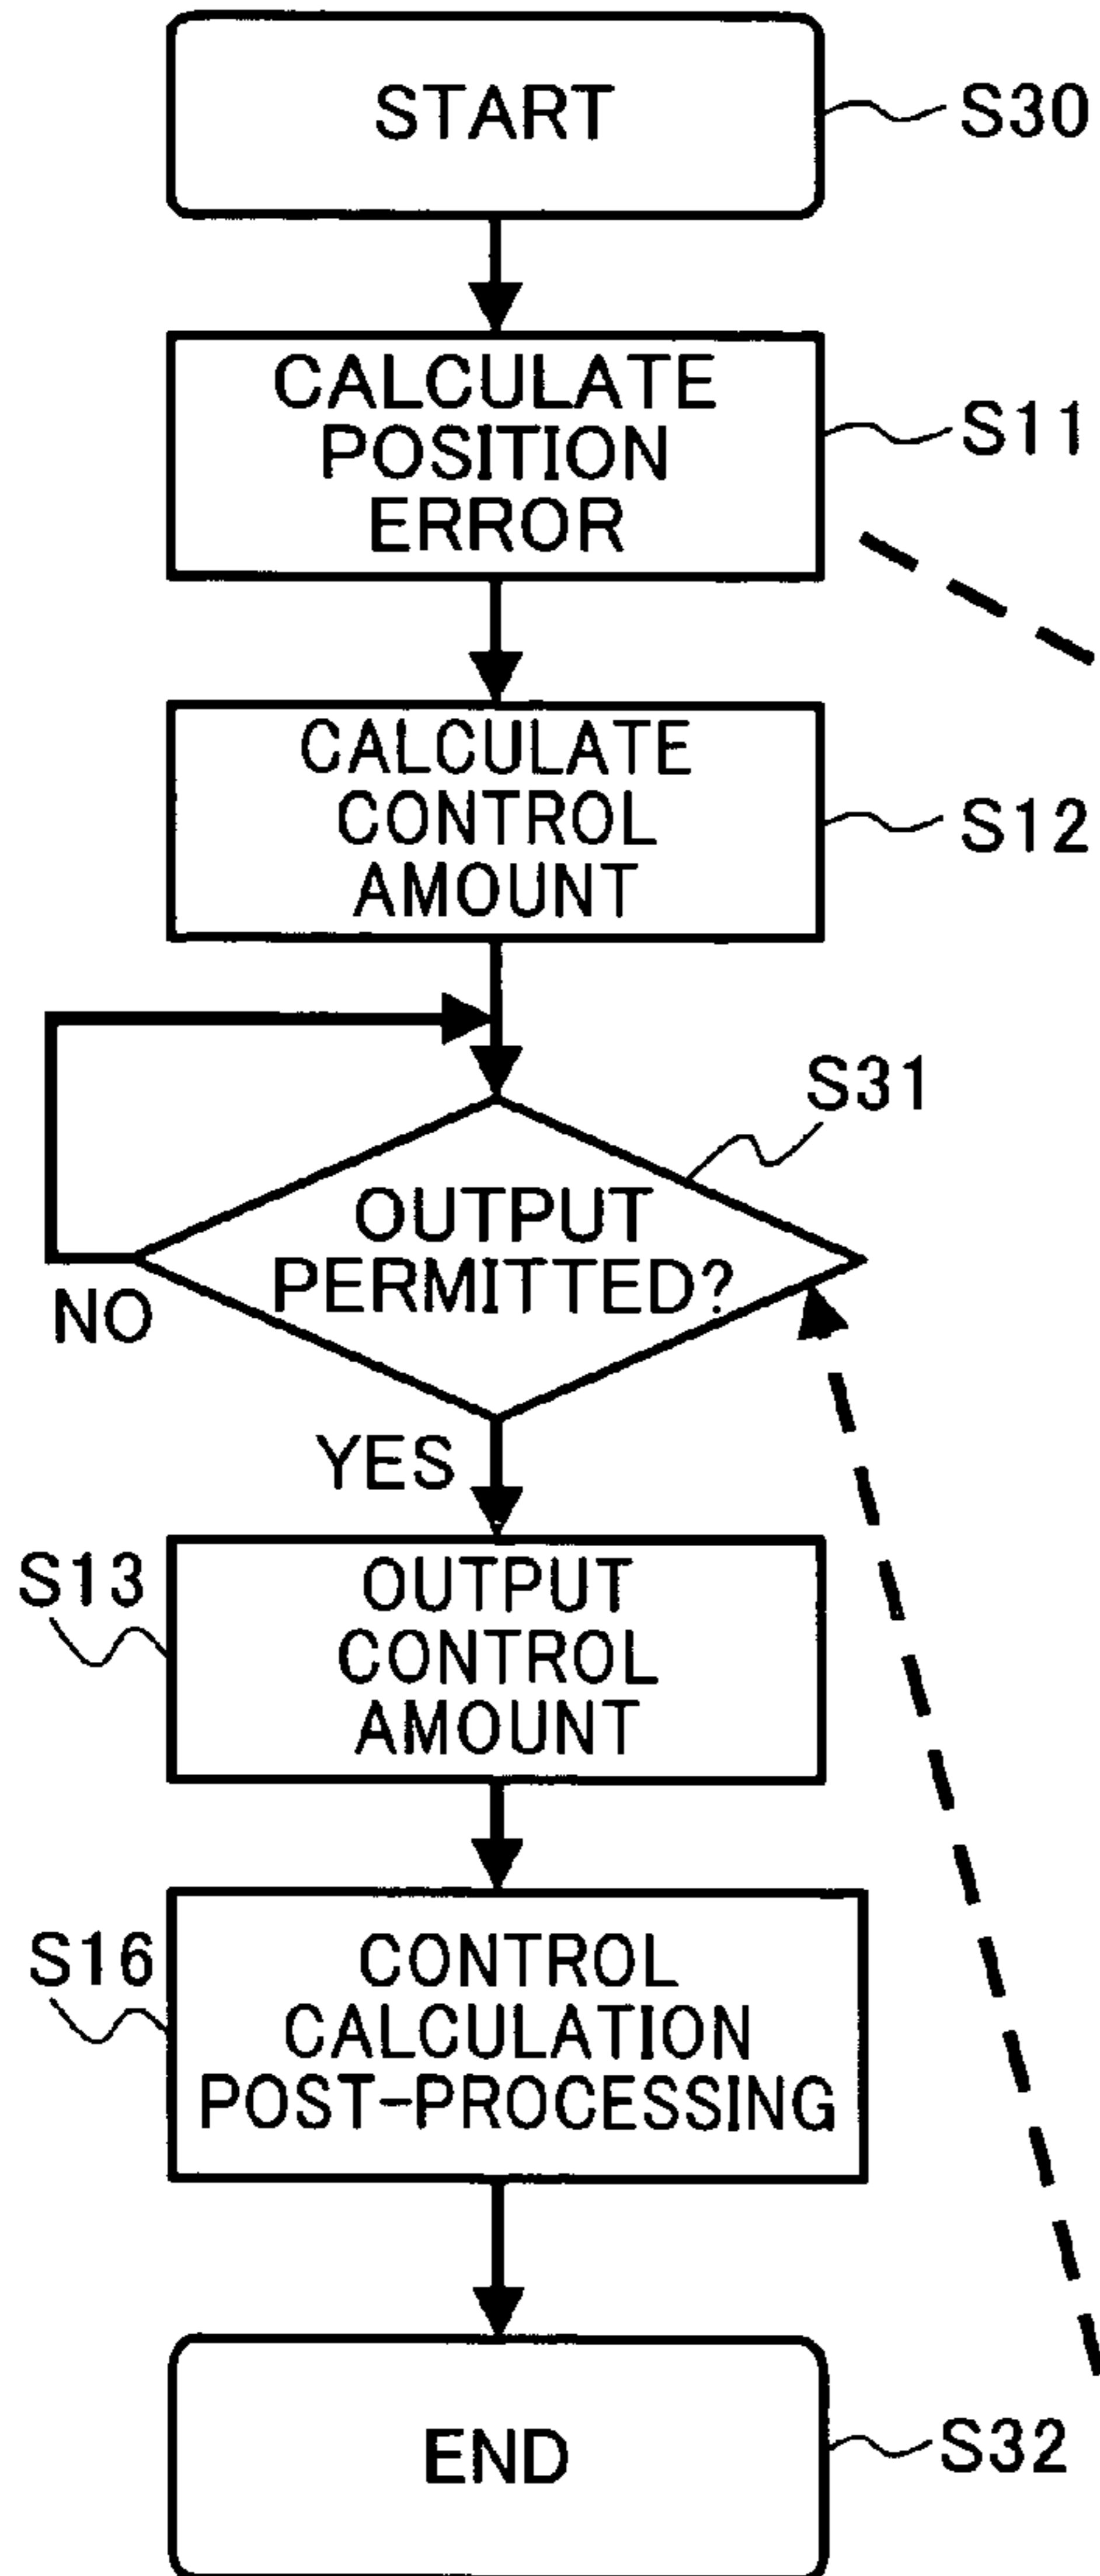 START
S30
CALCULATE
POSITION
ERROR
S11
CALCULATE
CONTROL
AMOUNT
S12
S31
OUTPUT
PERMITTED?
NO
YES
S13
OUTPUT
CONTROL
AMOUNT
S16
CONTROL
CALCULATION
POST-PROCESSING
END
S32